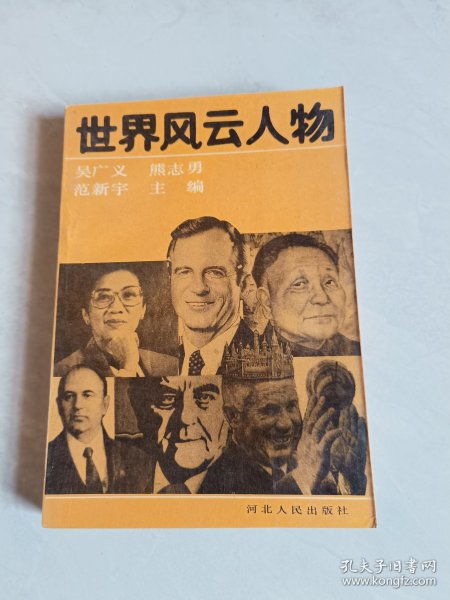 世界风云人物
吴广义 熊志勇
范新宇 主 编
河北人民出版社
孔夫子旧书网
www.kongfz.com